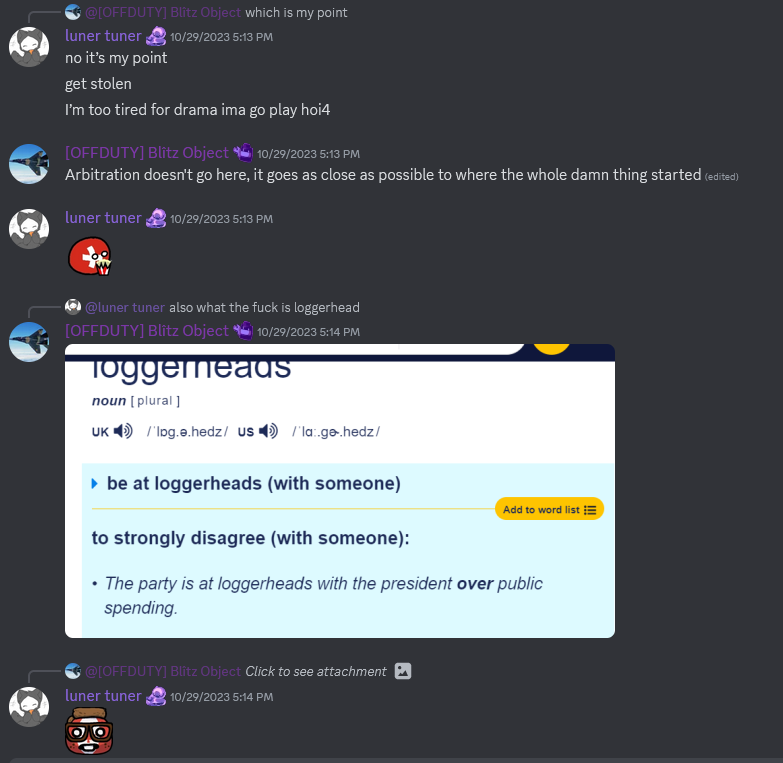 @[OFFDUTY] Blitz Object which is my point
luner tuner 10/29/2023 5:13 PM
no it's my point
get stolen
I'm too tired for drama ima go play hoi4
[OFFDUTY] Blitz Object 10/29/2023 5:13 PM
Arbitration doesn't go here, it goes as close as possible to where the whole damn thing started (edited)
luner tuner 10/29/2023 5:13 PM
@luner tuner also what the fuck is loggerhead
[OFFDUTY] Blitz Object 10/29/2023 5:14 PM
loggerheads
noun [ plural ]
UK /ˈlɒɡ.ə.hedz/ US /ˈlɑː.ɡɚ.hedz/
be at loggerheads (with someone)
Add to word list
to strongly disagree (with someone):
• The party is at loggerheads with the president over public
spending.
@[OFFDUTY] Blitz Object Click to see attachment
luner tuner 10/29/2023 5:14 PM